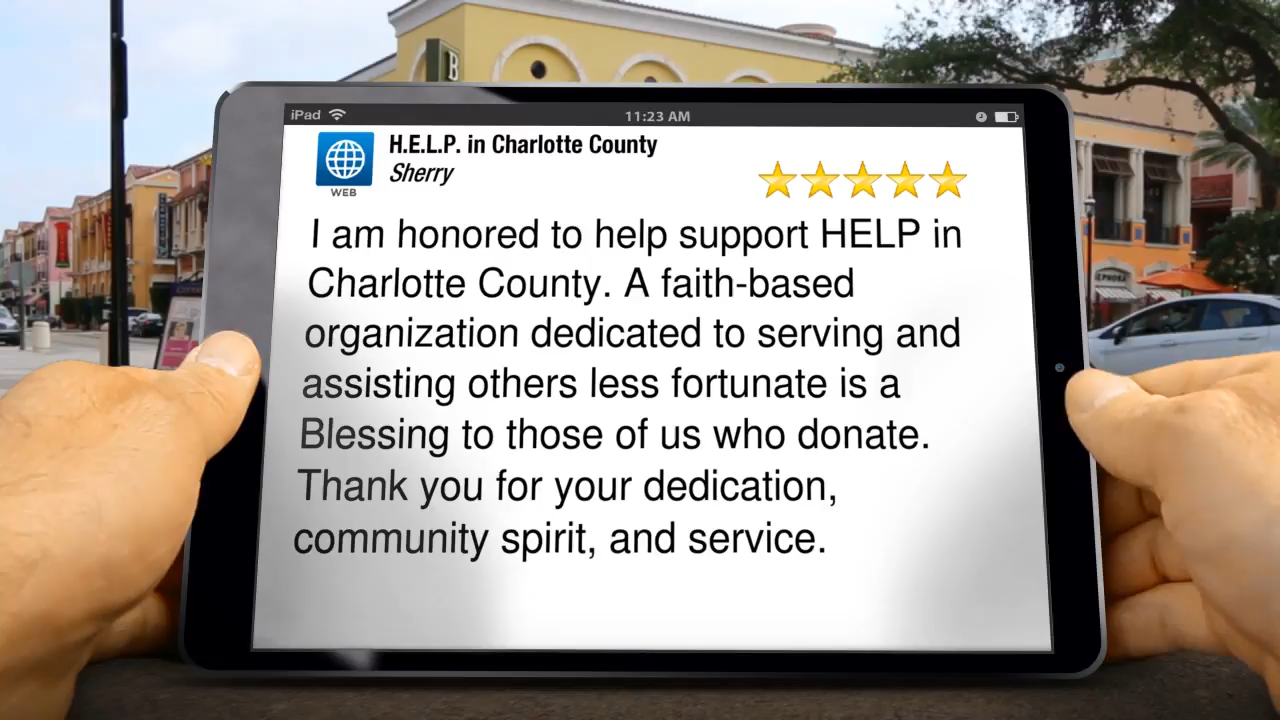 B
iPad 11:23 AM
H.E.L.P. in Charlotte County
Sherry
WEB
I am honored to help support HELP in
Charlotte County. A faith-based
organization dedicated to serving and
assisting others less fortunate is a
Blessing to those of us who donate.
Thank you for your dedication,
community spirit, and service.
SEPHORA